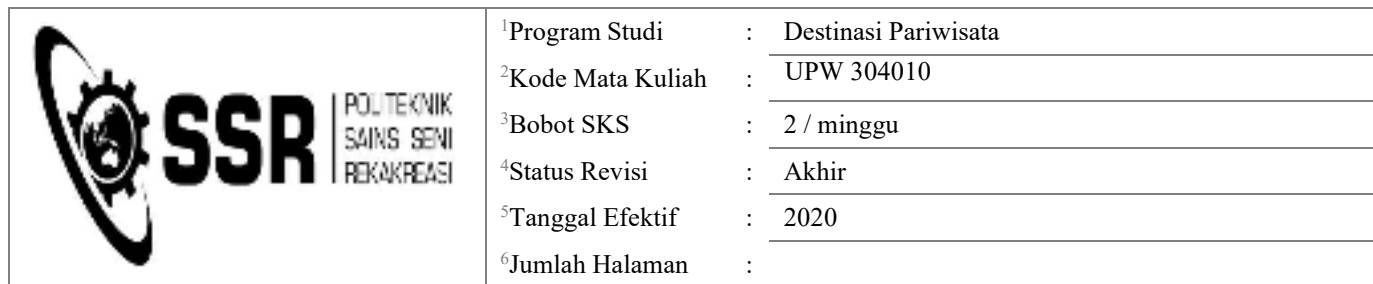 SSR
POLITEKNIK
SAINS SENI
REKAKREASI
1Program Studi : Destinasi Pariwisata
2Kode Mata Kuliah : UPW 304010
3Bobot SKS : 2 / minggu
4Status Revisi : Akhir
5Tanggal Efektif : 2020
6Jumlah Halaman :